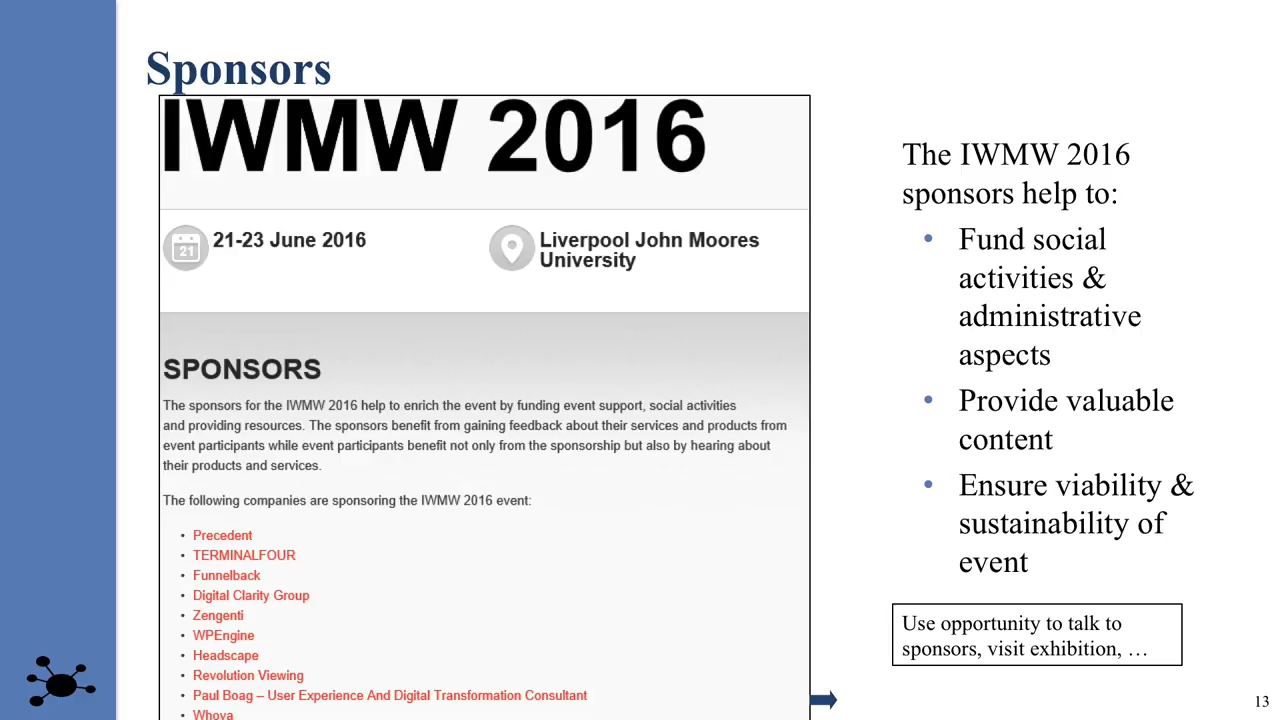 Sponsors
IWMW 2016
21
21-23 June 2016
Liverpool John Moores
University
SPONSORS
The sponsors for the IWMW 2016 help to enrich the event by funding event support, social activities
and providing resources. The sponsors benefit from gaining feedback about their services and products from
event participants while event participants benefit not only from the sponsorship but also by hearing about
their products and services.
The following companies are sponsoring the IWMW 2016 event:
• Precedent
• TERMINALFOUR
• Funnelback
• Digital Clarity Group
• Zengenti
• WPEngine
• Headscape
• Revolution Viewing
• Paul Boag – User Experience And Digital Transformation Consultant
• Whova
The IWMW 2016
sponsors help to:
• Fund social
activities &
administrative
aspects
• Provide valuable
content
• Ensure viability &
sustainability of
event
Use opportunity to talk to
sponsors, visit exhibition, …
13